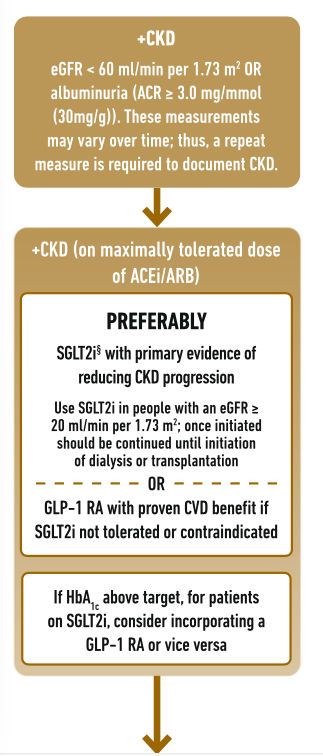 +CKD
eGFR < 60 ml/min per 1.73 m² OR
albuminuria (ACR ≥ 3.0 mg/mmol
(30mg/g)). These measurements
may vary over time; thus, a repeat
measure is required to document CKD.
+CKD (on maximally tolerated dose
of ACEi/ARB)
PREFERABLY
SGLT2i§ with primary evidence of
reducing CKD progression
Use SGLT2i in people with an eGFR ≥
20 ml/min per 1.73 m²; once initiated
should be continued until initiation
of dialysis or transplantation
OR
GLP-1 RA with proven CVD benefit if
SGLT2i not tolerated or contraindicated
If HbA1c above target, for patients
on SGLT2i, consider incorporating a
GLP-1 RA or vice versa